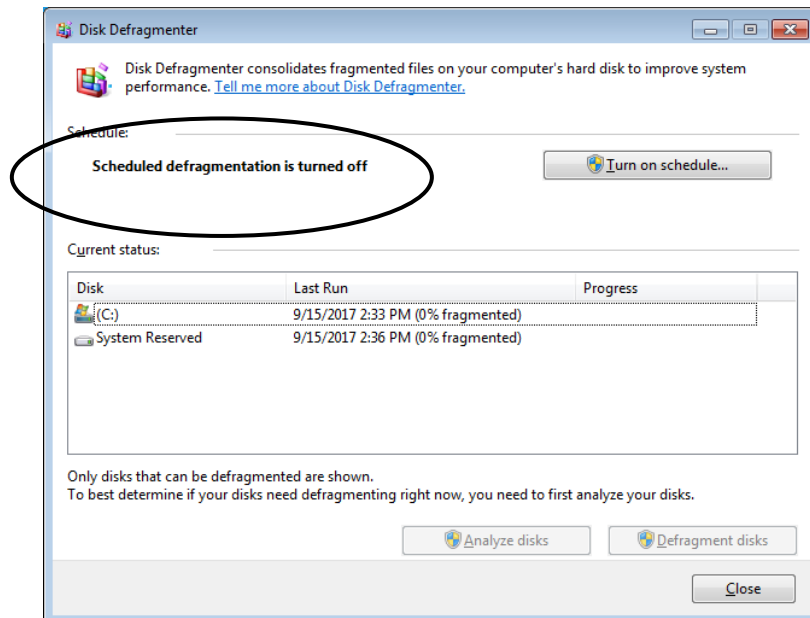 Disk Defragmenter
Disk Defragmenter consolidates fragmented files on your computer's hard disk to improve system
performance. Tell me more about Disk Defragmenter.
Schedule:
Scheduled defragmentation is turned off
Turn on schedule...
Current status:
Disk Last Run Progress
(C:) 9/15/2017 2:33 PM (0% fragmented)
System Reserved 9/15/2017 2:36 PM (0% fragmented)
Only disks that can be defragmented are shown.
To best determine if your disks need defragmenting right now, you need to first analyze your disks.
Analyze disks Defragment disks
Close